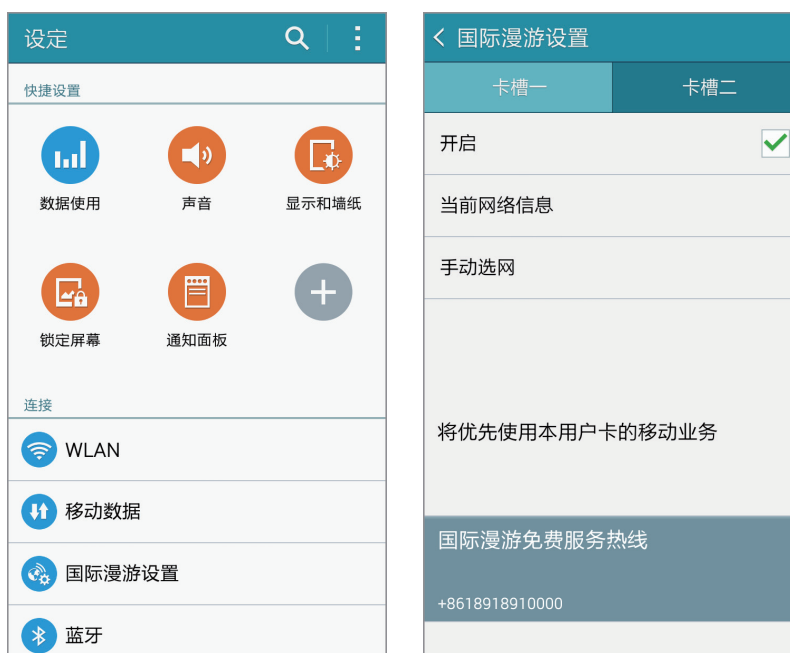 设定
快捷设置
数据使用
声音
显示和墙纸
锁定屏幕
通知面板
连接
WLAN
移动数据
国际漫游设置
蓝牙
国际漫游设置
卡槽一
卡槽二
开启
当前网络信息
手动选网
将优先使用本用户卡的移动业务
国际漫游免费服务热线
+8618918910000